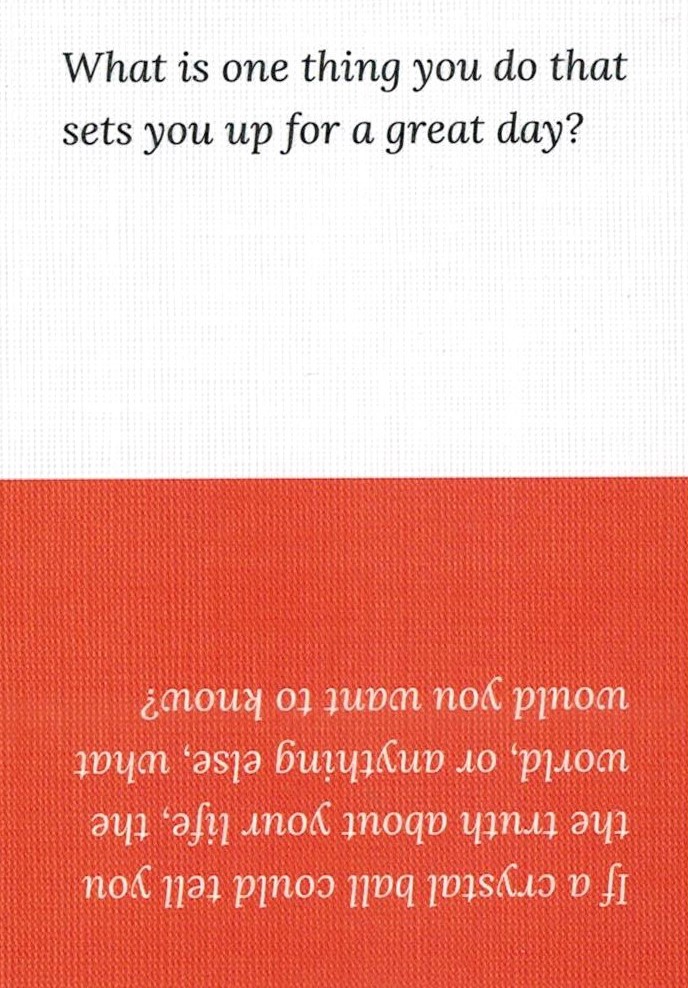 What is one thing you do that
sets you up for a great day?
If a crystal ball could tell you
the truth about your life, the
world, or anything else, what
would you want to know?